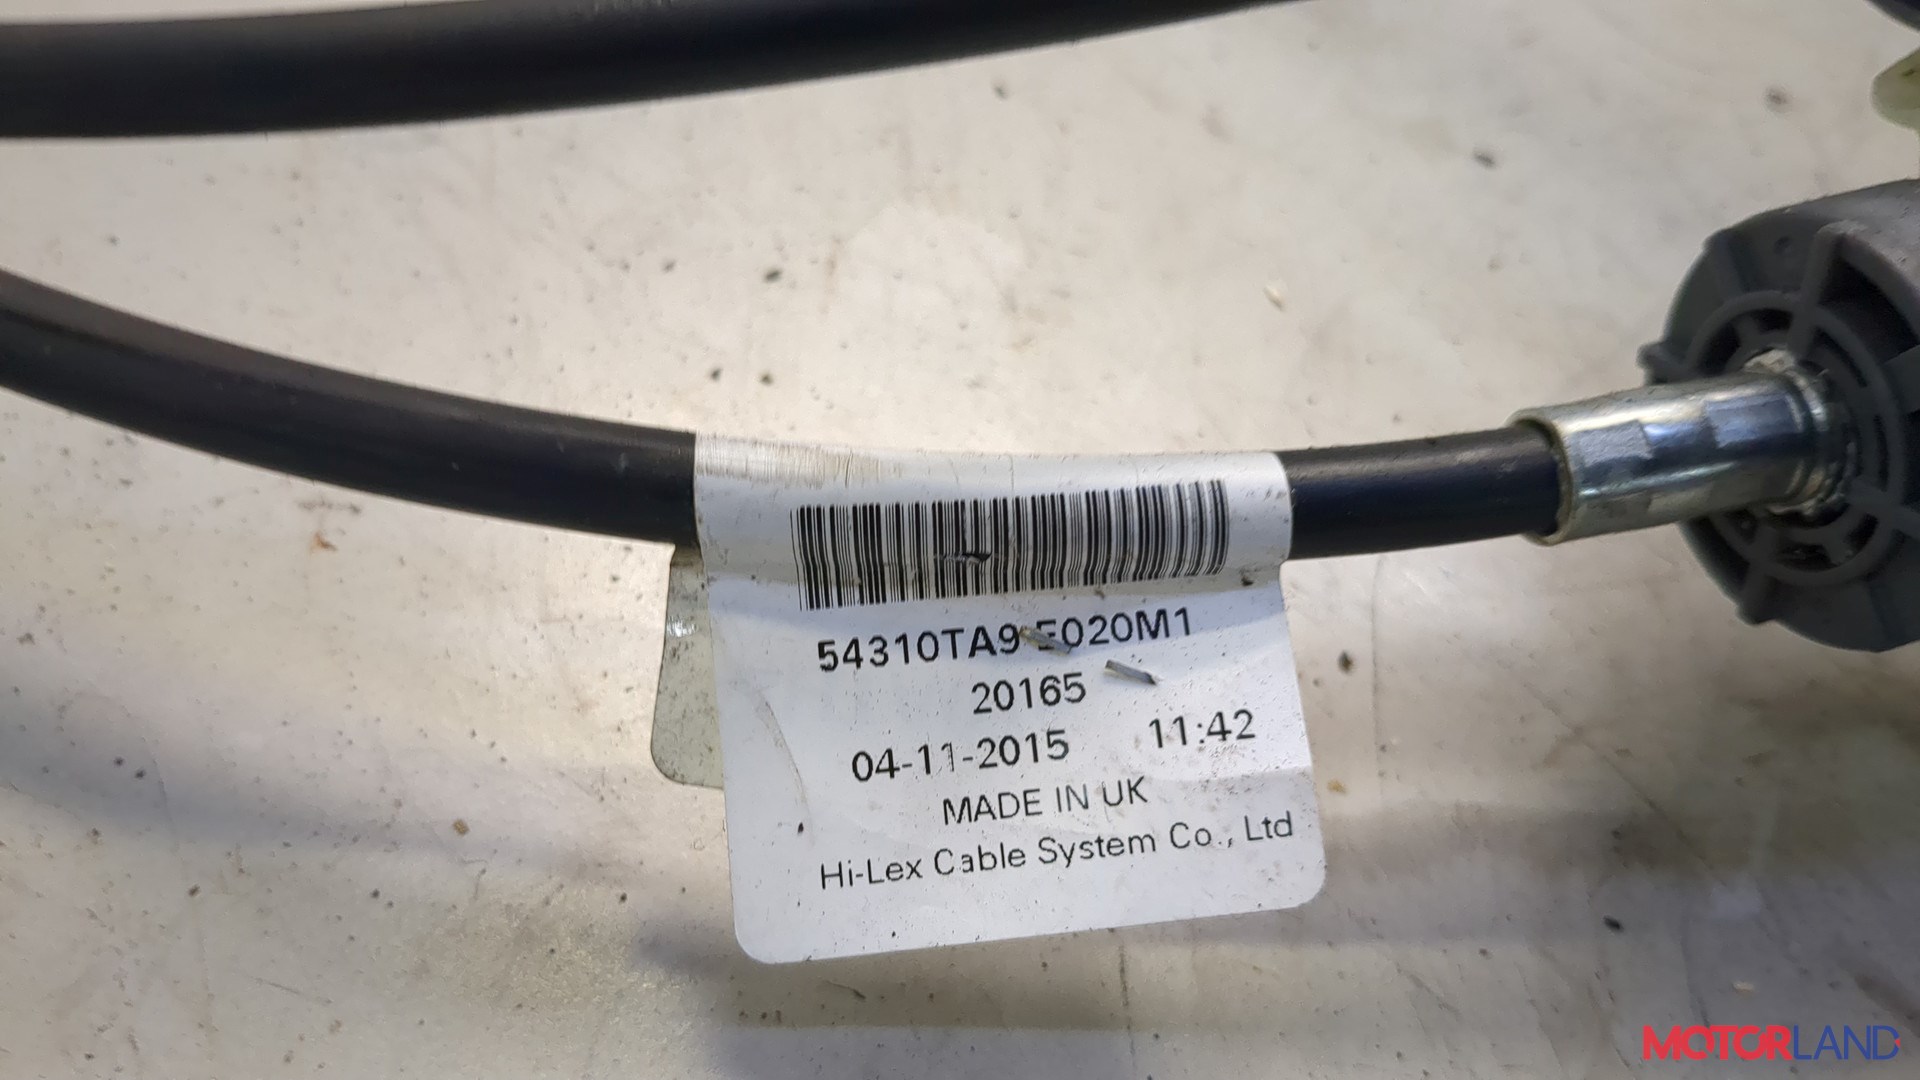 54310TA9 E020M1
20165
04-11-2015 11:42
MADE IN UK
Hi-Lex Cable System Co., Ltd
MOTORLAND